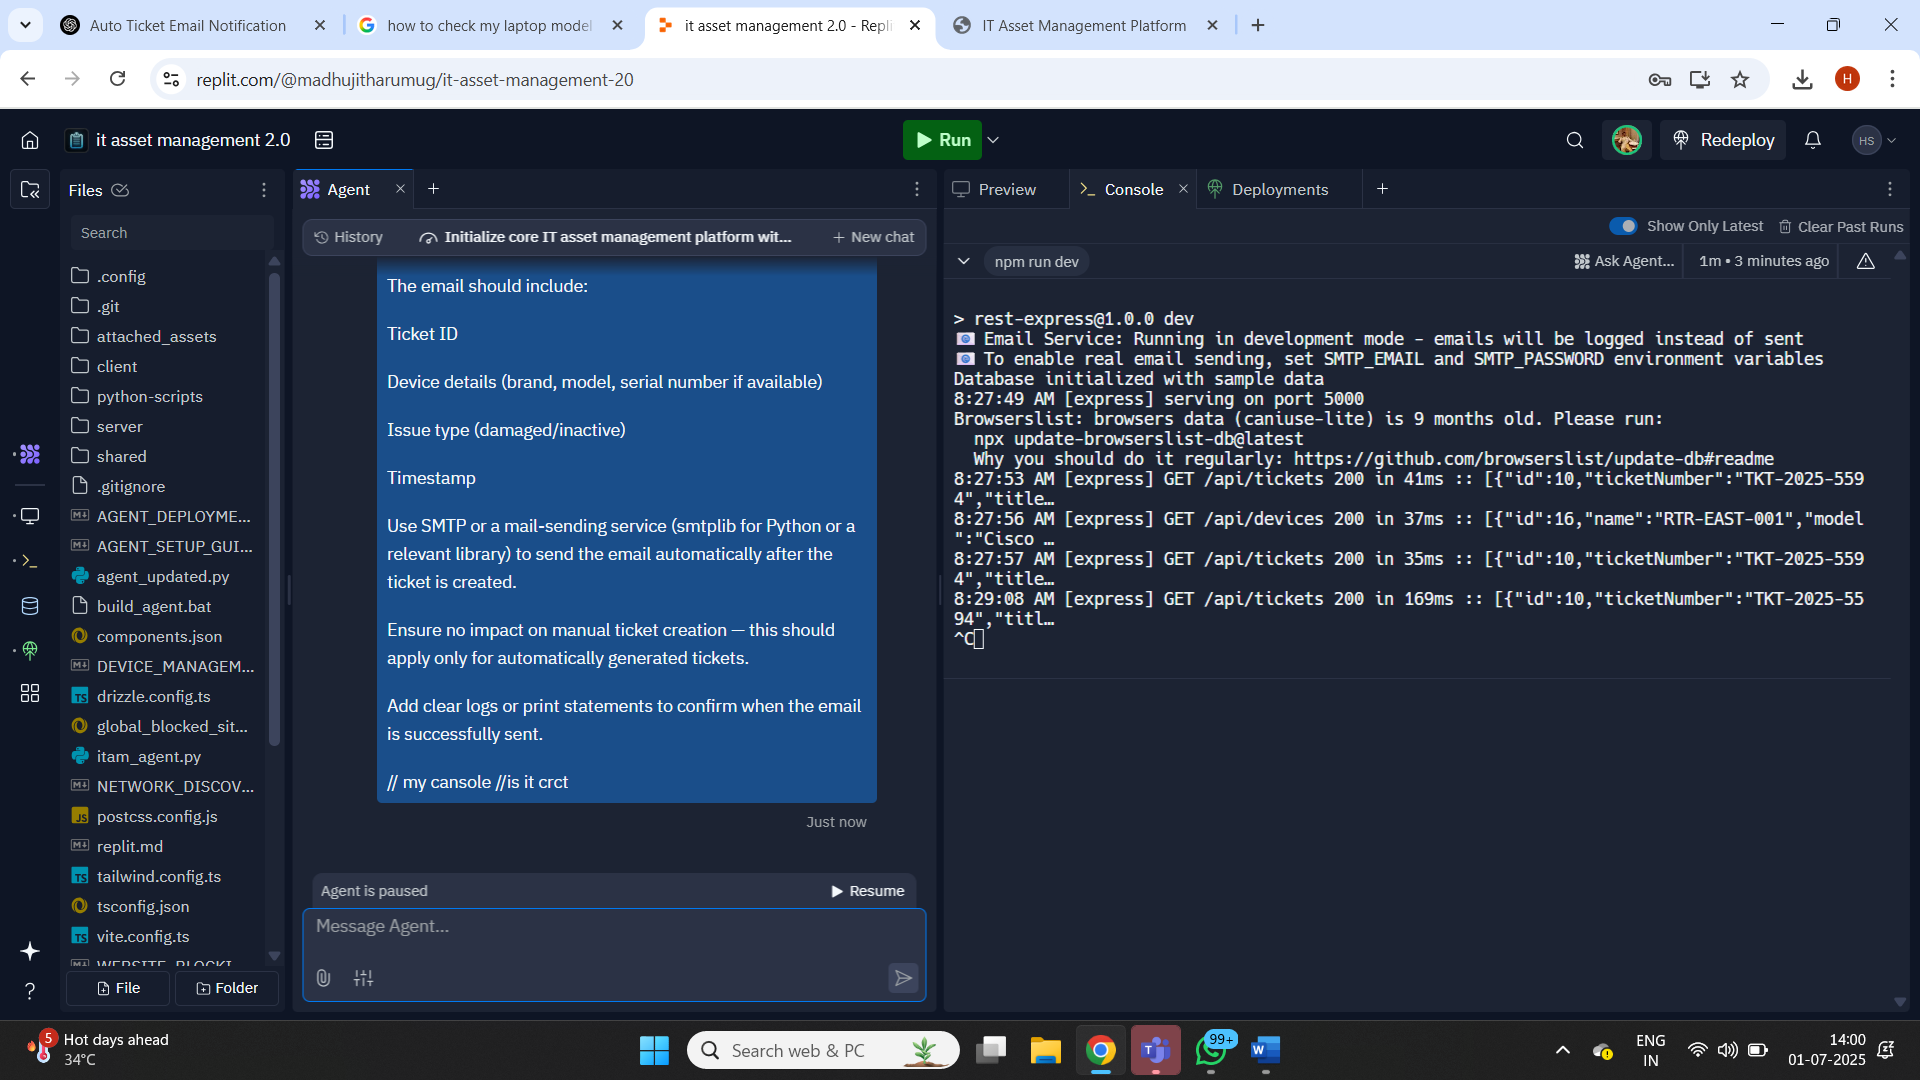 Auto Ticket Email Notification
how to check my laptop model
it asset management 2.0 - Repli
IT Asset Management Platform
replit.com/@madhujitharumug/it-asset-management-20
H
it asset management 2.0
Run
Redeploy
HS
Files
Search
.config
.git
attached_assets
client
python-scripts
server
shared
.gitignore
AGENT_DEPLOYME...
AGENT_SETUP_GUI...
agent_updated.py
build_agent.bat
components.json
DEVICE_MANAGEM...
drizzle.config.ts
global_blocked_sit...
itam_agent.py
NETWORK_DISCOV...
postcss.config.js
replit.md
tailwind.config.ts
tsconfig.json
vite.config.ts
WEBSITE_BLOCKI
File
Folder
Agent
History
Initialize core IT asset management platform wit...
New chat
The email should include:
Ticket ID
Device details (brand, model, serial number if available)
Issue type (damaged/inactive)
Timestamp
Use SMTP or a mail-sending service (smtplib for Python or a
relevant library) to send the email automatically after the
ticket is created.
Ensure no impact on manual ticket creation — this should
apply only for automatically generated tickets.
Add clear logs or print statements to confirm when the email
is successfully sent.
// my cansole //is it crct
Just now
Agent is paused
Resume
Message Agent...
Preview
Console
Deployments
Show Only Latest
Clear Past Runs
npm run dev
Ask Agent...
1m • 3 minutes ago
> rest-express@1.0.0 dev
Email Service: Running in development mode - emails will be logged instead of sent
To enable real email sending, set SMTP_EMAIL and SMTP_PASSWORD environment variables
Database initialized with sample data
8:27:49 AM [express] serving on port 5000
Browserslist: browsers data (caniuse-lite) is 9 months old. Please run:
npx update-browserslist-db@latest
Why you should do it regularly: https://github.com/browserslist/update-db#readme
8:27:53 AM [express] GET /api/tickets 200 in 41ms :: [{"id":10,"ticketNumber":"TKT-2025-559
4","title…
8:27:56 AM [express] GET /api/devices 200 in 37ms :: [{"id":16,"name":"RTR-EAST-001","model
":"Cisco …
8:27:57 AM [express] GET /api/tickets 200 in 35ms :: [{"id":10,"ticketNumber":"TKT-2025-559
4","title…
8:29:08 AM [express] GET /api/tickets 200 in 169ms :: [{"id":10,"ticketNumber":"TKT-2025-55
94","titl…
^C
5
Hot days ahead
34°C
Search web & PC
99+
ENG
IN
14:00
01-07-2025